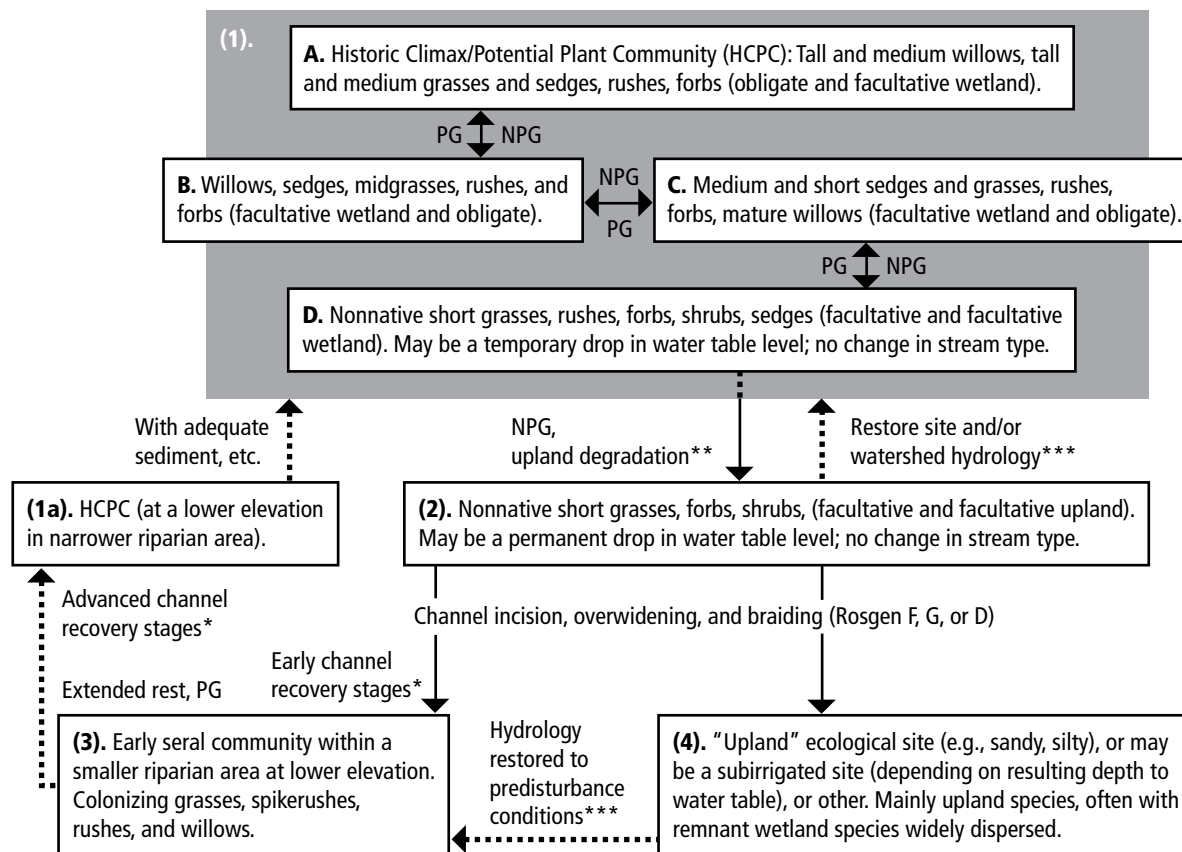 (1).
A. Historic Climax/Potential Plant Community (HCPC): Tall and medium willows, tall
and medium grasses and sedges, rushes, forbs (obligate and facultative wetland).
PG NPG
B. Willows, sedges, midgrasses, rushes, and
forbs (facultative wetland and obligate).
NPG
PG
C. Medium and short sedges and grasses, rushes,
forbs, mature willows (facultative wetland and obligate).
PG NPG
D. Nonnative short grasses, rushes, forbs, shrubs, sedges (facultative and facultative
wetland). May be a temporary drop in water table level; no change in stream type.
With adequate
sediment, etc.
NPG,
upland degradation**
Restore site and/or
watershed hydrology***
(1a). HCPC (at a lower elevation
in narrower riparian area).
(2). Nonnative short grasses, forbs, shrubs, (facultative and facultative upland).
May be a permanent drop in water table level; no change in stream type.
Advanced channel
recovery stages*
Channel incision, overwidening, and braiding (Rosgen F, G, or D)
Extended rest, PG
Early channel
recovery stages*
(3). Early seral community within a
smaller riparian area at lower elevation.
Colonizing grasses, spikerushes,
rushes, and willows.
Hydrology
restored to
predisturbance
conditions***
(4). "Upland" ecological site (e.g., sandy, silty), or may
be a subirrigated site (depending on resulting depth to
water table), or other. Mainly upland species, often with
remnant wetland species widely dispersed.